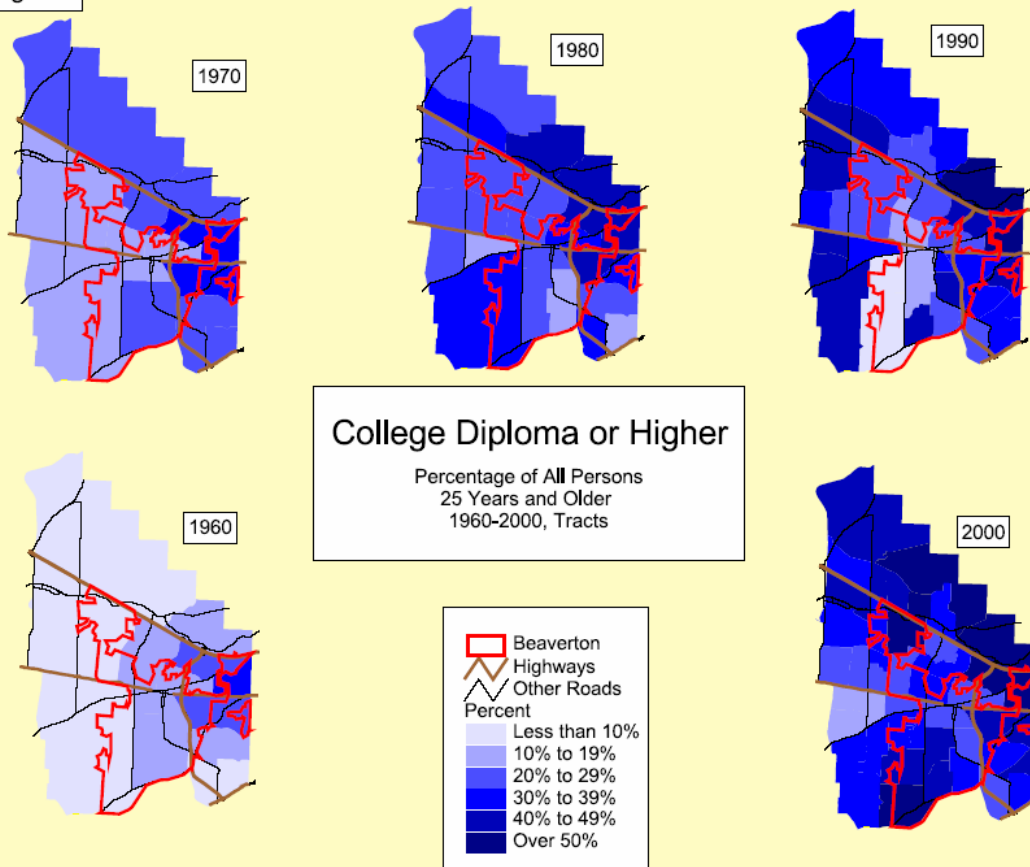 1970
1980
1990
College Diploma or Higher
Percentage of All Persons
25 Years and Older
1960-2000, Tracts
1960
2000
Beaverton
Highways
Other Roads
Percent
Less than 10%
10% to 19%
20% to 29%
30% to 39%
40% to 49%
Over 50%